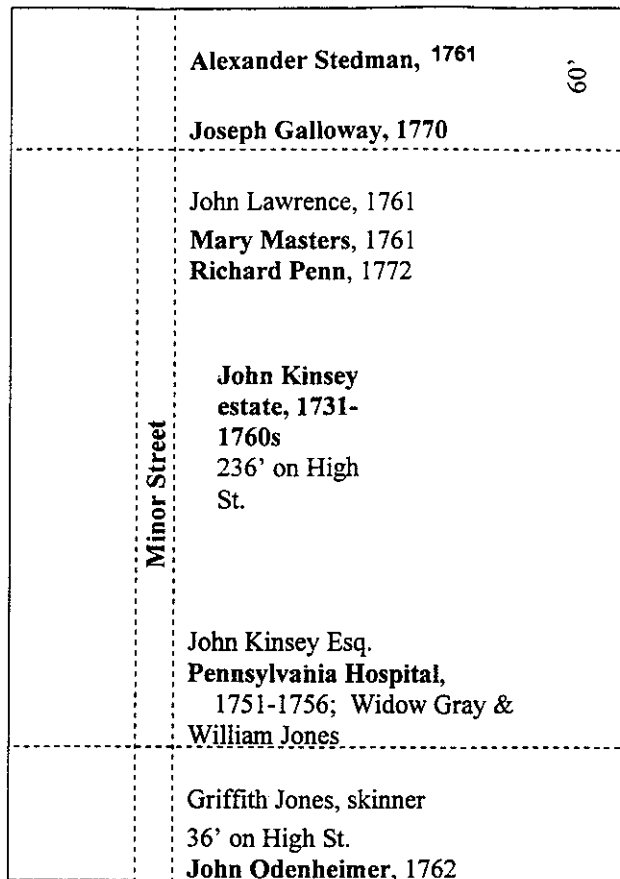 Alexander Stedman, 1761
60'
Joseph Galloway, 1770
John Lawrence, 1761
Mary Masters, 1761
Richard Penn, 1772
John Kinsey
estate, 1731-
1760s
236' on High
St.
Minor Street
John Kinsey Esq.
Pennsylvania Hospital,
1751-1756; Widow Gray &
William Jones
Griffith Jones, skinner
36' on High St.
John Odenheimer, 1762